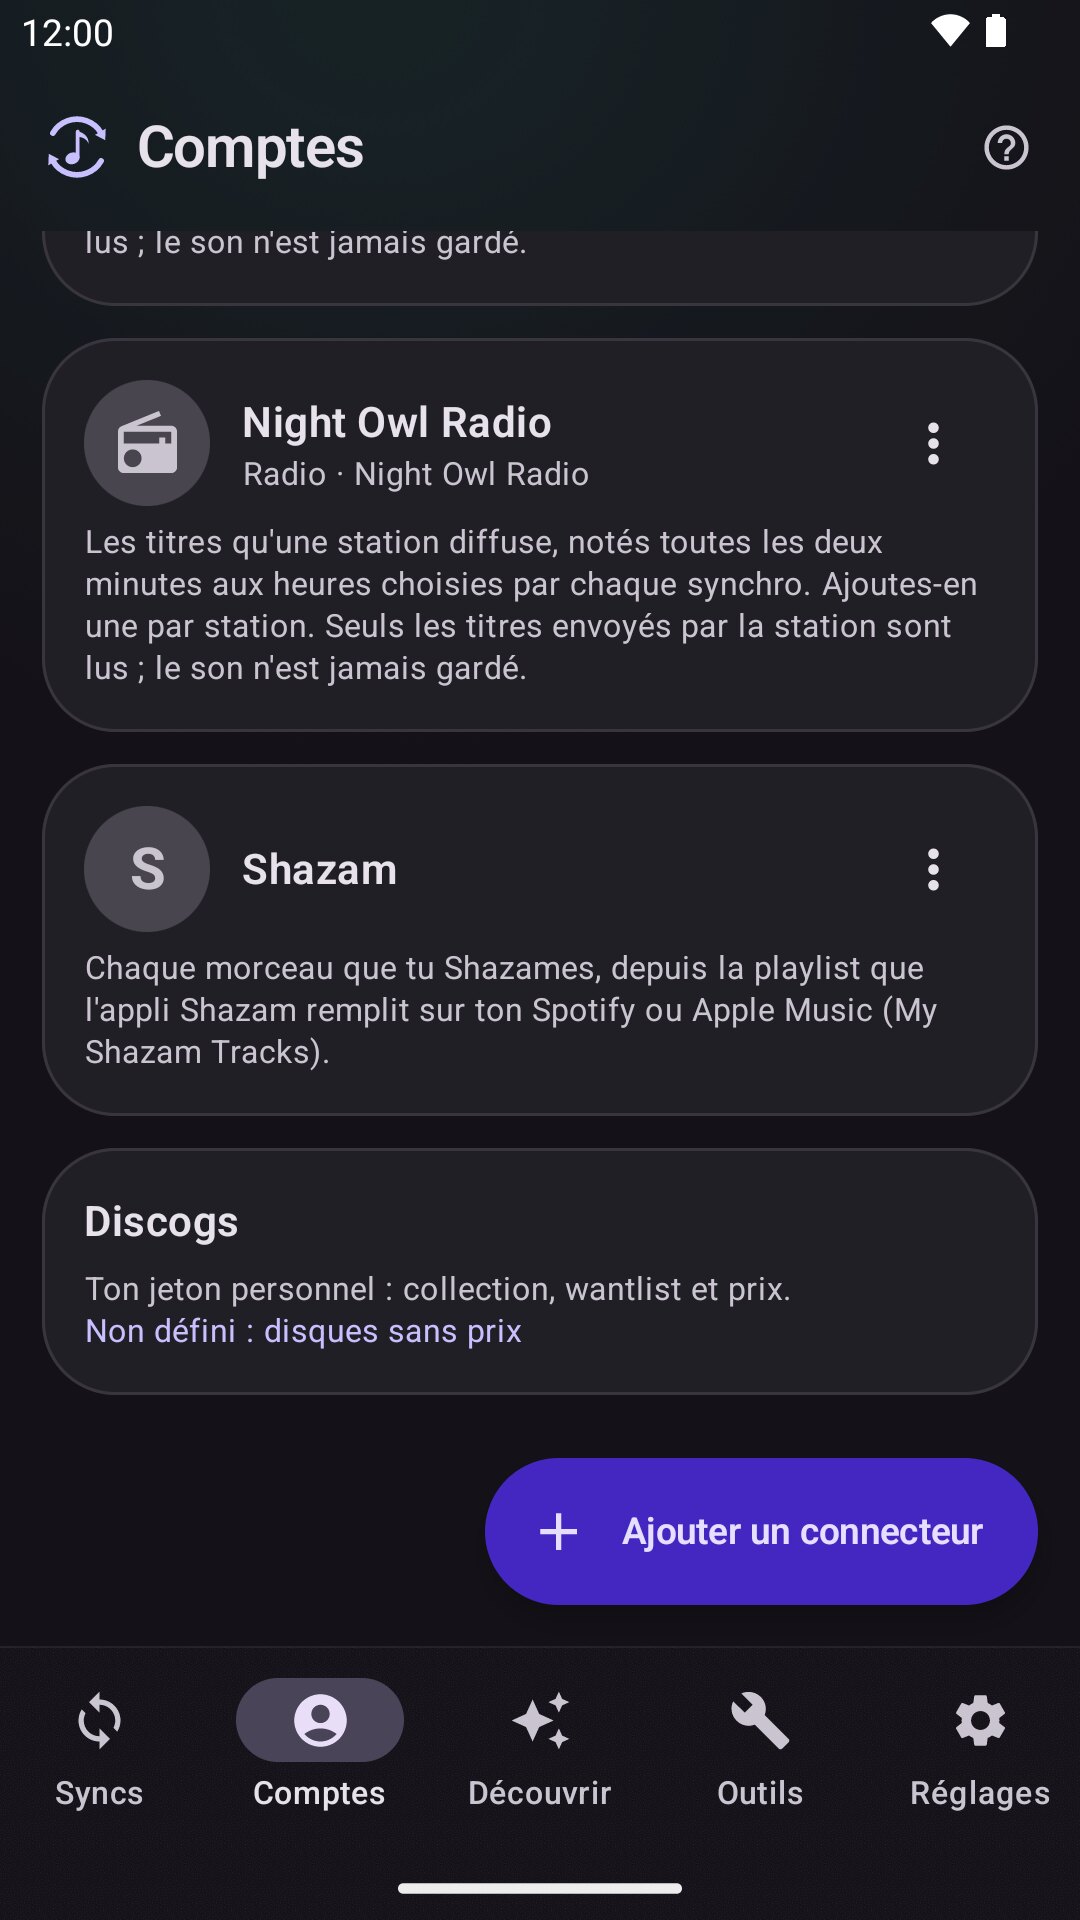 12:00
Comptes
lus ; le son n'est jamais gardé.
Night Owl Radio
Radio · Night Owl Radio
Les titres qu'une station diffuse, notés toutes les deux
minutes aux heures choisies par chaque synchro. Ajoutes-en
une par station. Seuls les titres envoyés par la station sont
lus ; le son n'est jamais gardé.
S
Shazam
Chaque morceau que tu Shazames, depuis la playlist que
l'appli Shazam remplit sur ton Spotify ou Apple Music (My
Shazam Tracks).
Discogs
Ton jeton personnel : collection, wantlist et prix.
Non défini : disques sans prix
Ajouter un connecteur
Syncs
Comptes
Découvrir
Outils
Réglages